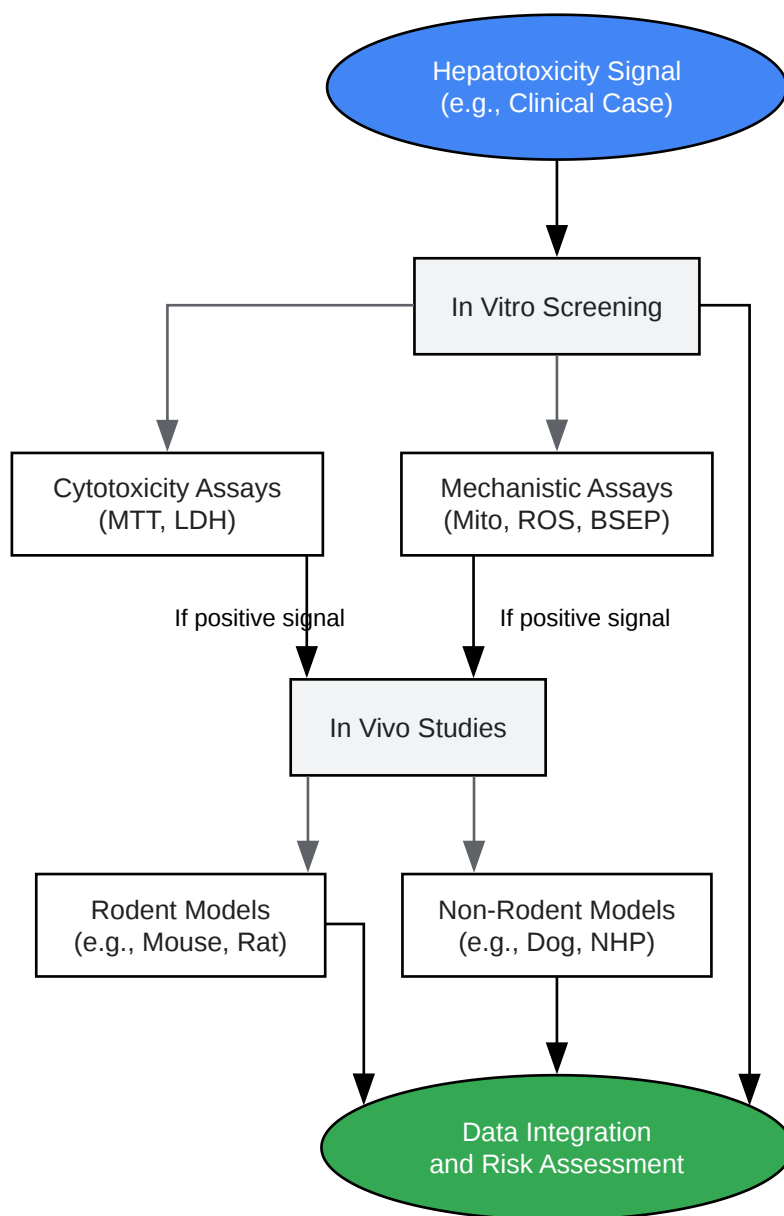 Hepatotoxicity Signal
(e.g., Clinical Case)
In Vitro Screening
Cytotoxicity Assays
(MTT, LDH)
Mechanistic Assays
(Mito, ROS, BSEP)
If positive signal
If positive signal
In Vivo Studies
Rodent Models
(e.g., Mouse, Rat)
Non-Rodent Models
(e.g., Dog, NHP)
Data Integration
and Risk Assessment